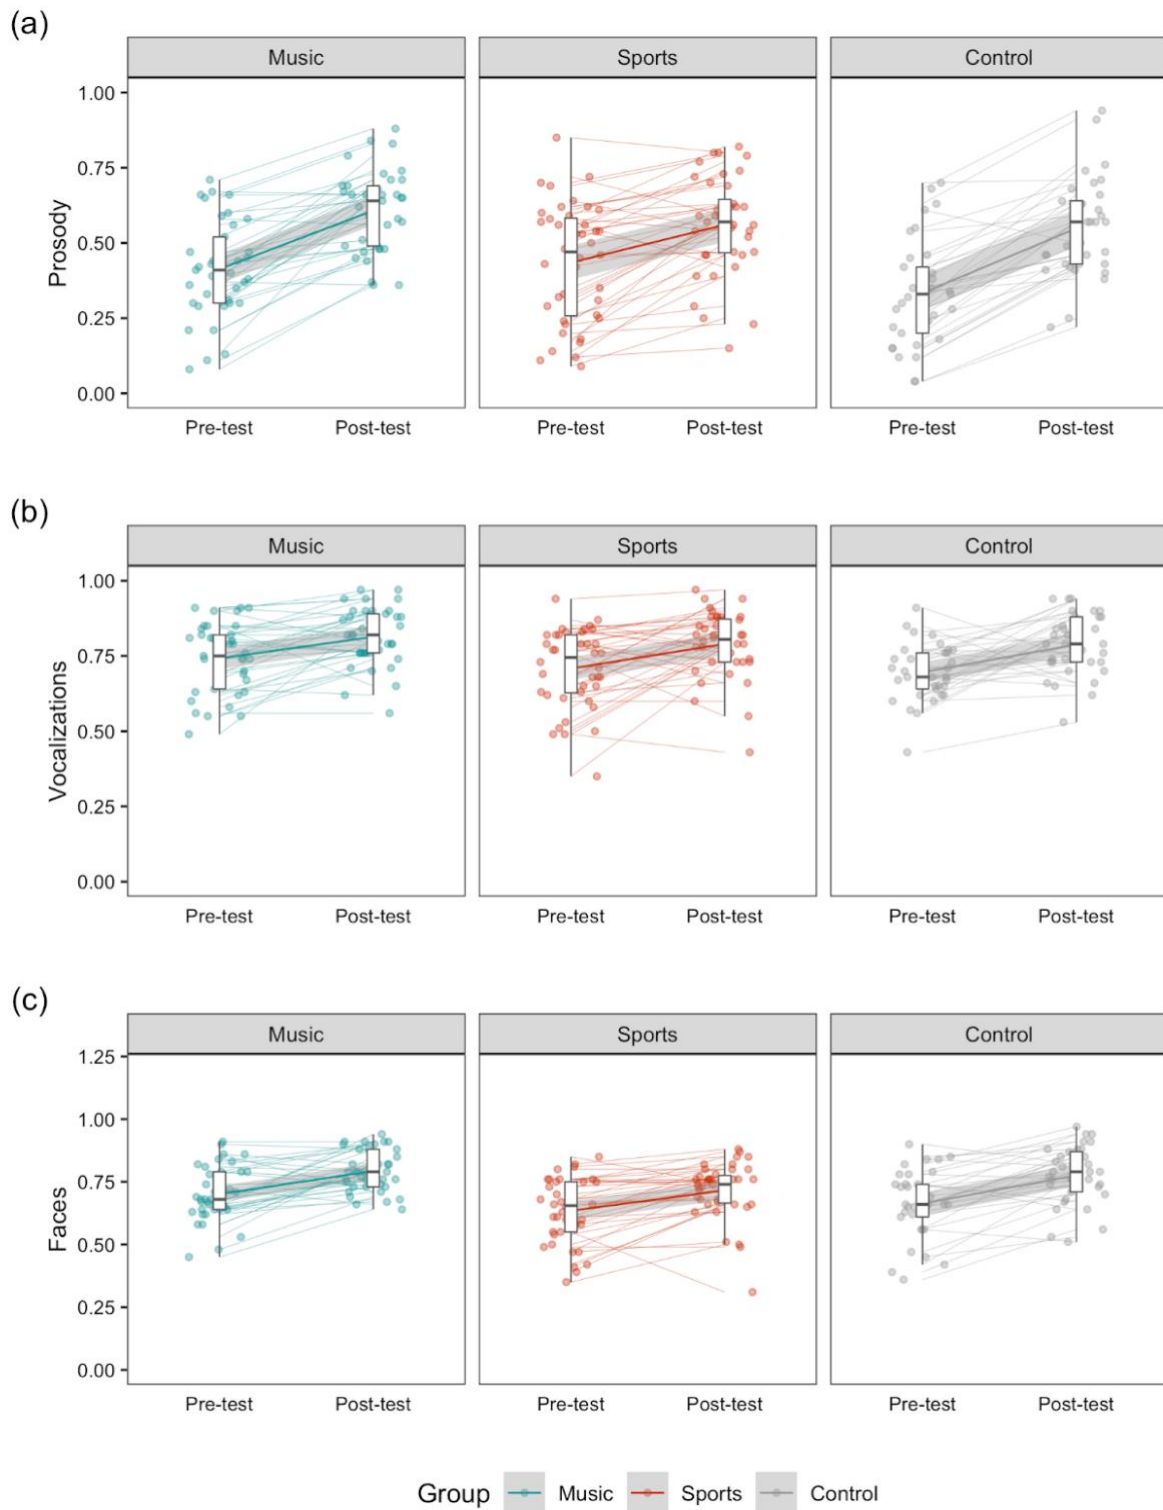 (a)
Music Sports Control
1.00
0.75
0.50
0.25
0.00
Prosody
Pre-test Post-test Pre-test Post-test Pre-test Post-test
(b)
Music Sports Control
1.00
0.75
0.50
0.25
0.00
Vocalizations
Pre-test Post-test Pre-test Post-test Pre-test Post-test
(c)
Music Sports Control
1.25
1.00
0.75
0.50
0.25
0.00
Faces
Pre-test Post-test Pre-test Post-test Pre-test Post-test
Group Music Sports Control